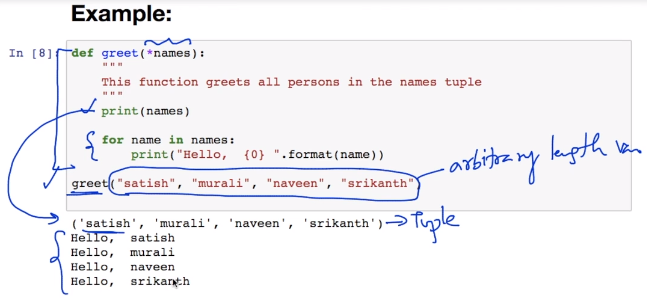 Example:
In [8]: def greet(*names):
"""
This function greets all persons in the names tuple
"""
print(names)
for name in names:
print("Hello,  {0} ".format(name))
arbitrary length
greet("satish", "murali", "naveen", "srikanth"
('satish', 'murali', 'naveen', 'srikanth') → Tuple
Hello,  satish
Hello,  murali
Hello,  naveen
Hello,  srikanth